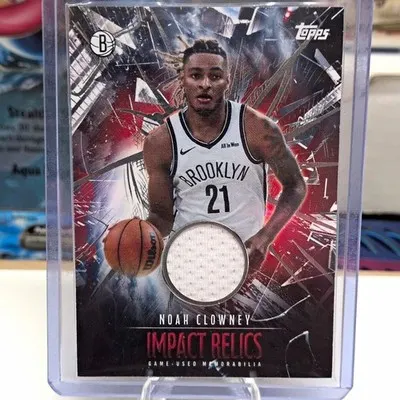 B
Topps
BROOKLYN
21
NOAH CLOWNEY
IMPACT RELICS
GAME-USED MEMORABILIA